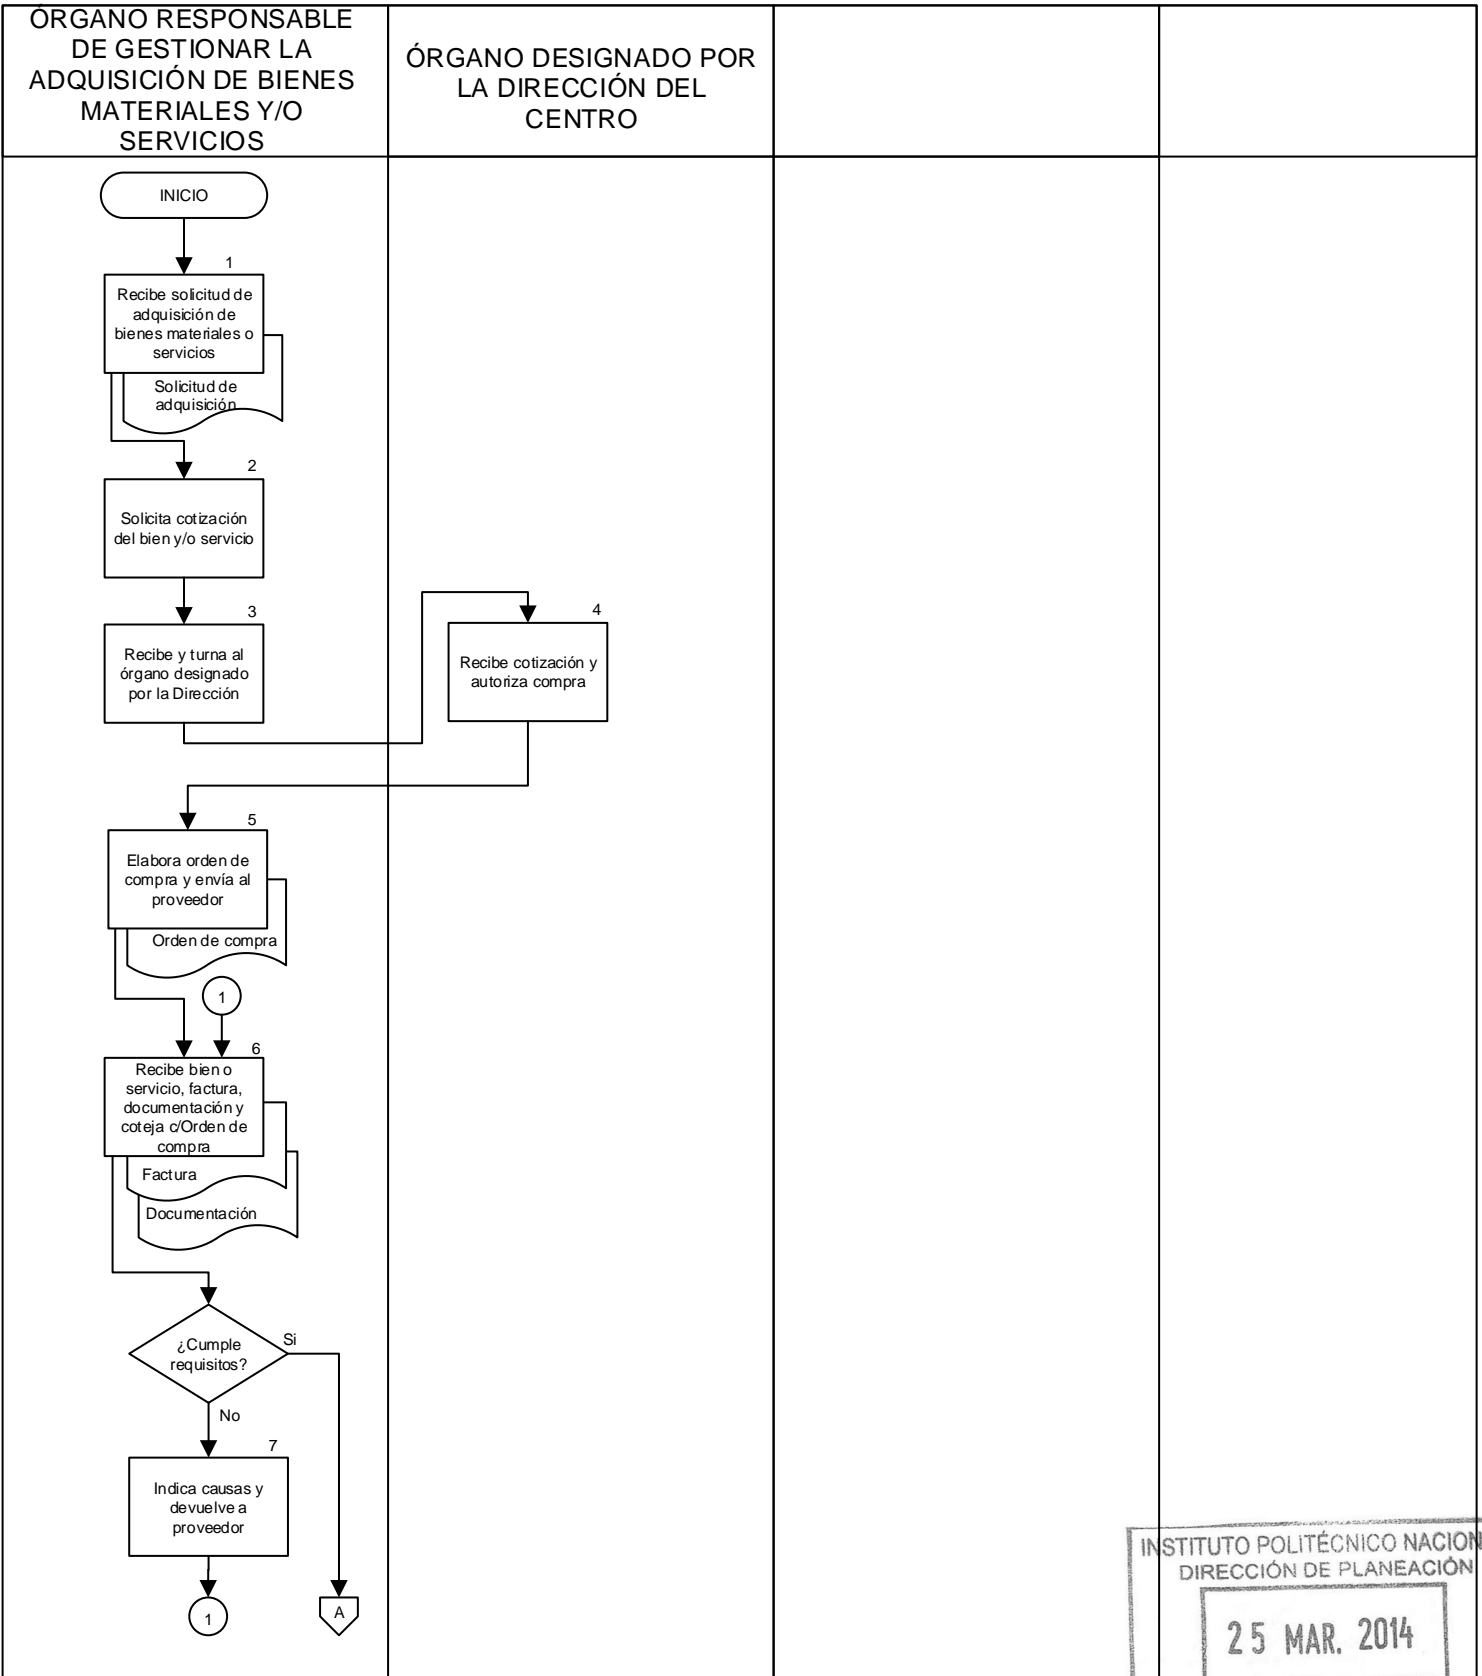 ÓRGANO RESPONSABLE
DE GESTIONAR LA
ADQUISICIÓN DE BIENES
MATERIALES Y/O
SERVICIOS
ÓRGANO DESIGNADO POR
LA DIRECCIÓN DEL
CENTRO
INICIO
1
Recibe solicitud de
adquisición de
bienes materiales o
servicios
Solicitud de
adquisición
2
Solicita cotización
del bien y/o servicio
3
Recibe y turna al
órgano designado
por la Dirección
4
Recibe cotización y
autoriza compra
5
Elabora orden de
compra y envía al
proveedor
Orden de compra
1
6
Recibe bien o
servicio, factura,
documentación y
coteja c/Orden de
compra
Factura
Documentación
¿Cumple
requisitos?
Si
No
7
Indica causas y
devuelve a
proveedor
1
A
INSTITUTO POLITÉCNICO NACION
DIRECCIÓN DE PLANEACIÓN
25 MAR. 2014